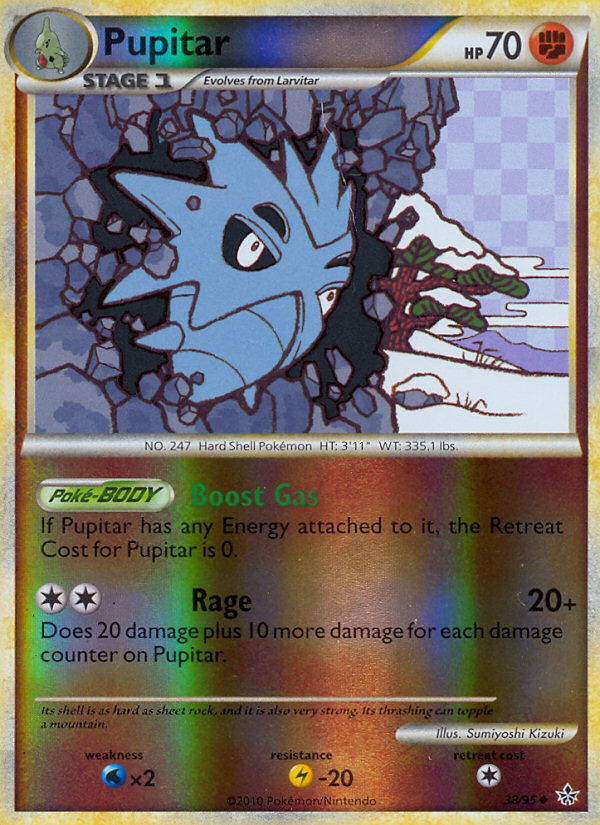 Pupitar
HP 70
STAGE 1
Evolves from Larvitar
NO. 247 Hard Shell Pokémon HT: 3'11" WT: 335.1 lbs.
Poké-BODY Boost Gas
If Pupitar has any Energy attached to it, the Retreat
Cost for Pupitar is 0.
Rage 20+
Does 20 damage plus 10 more damage for each damage
counter on Pupitar.
Its shell is as hard as sheet rock, and it is also very strong. Its thrashing can topple
a mountain.
Illus. Sumiyoshi Kizuki
weakness resistance retreat cost
×2 -20
©2010 Pokémon/Nintendo 38/95